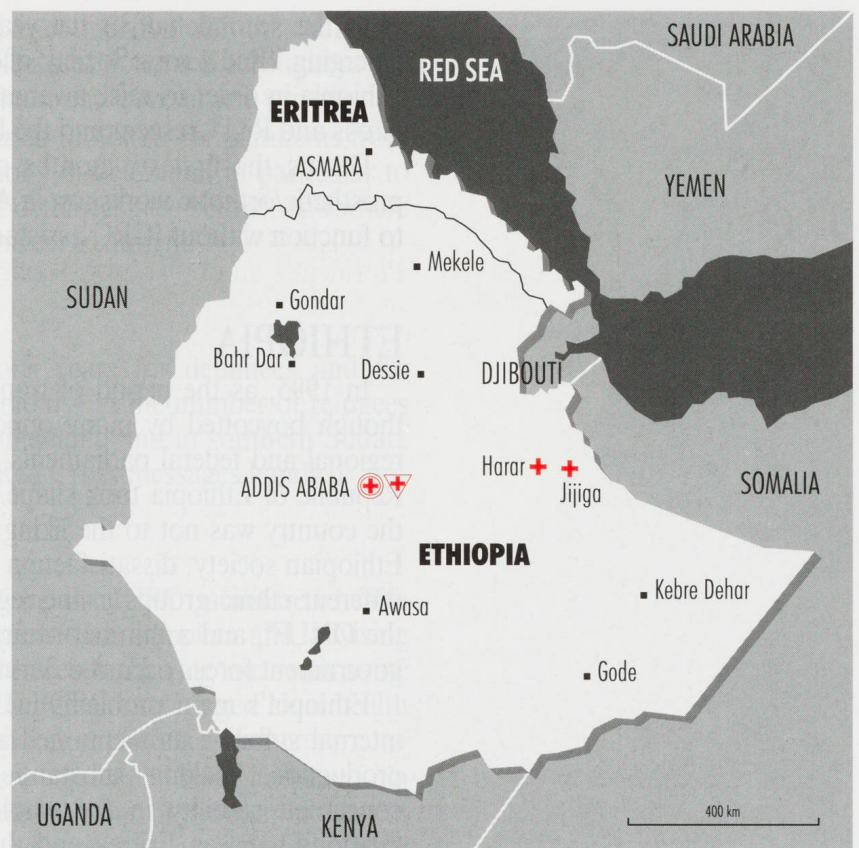 SAUDI ARABIA
RED SEA
ERITREA
ASMARA
YEMEN
Mekele
SUDAN
Gondar
Bahr Dar
Dessie
DJIBOUTI
Harar
Jijiga
ADDIS ABABA
SOMALIA
ETHIOPIA
Kebre Dehar
Awasa
Gode
UGANDA
KENYA
400 km